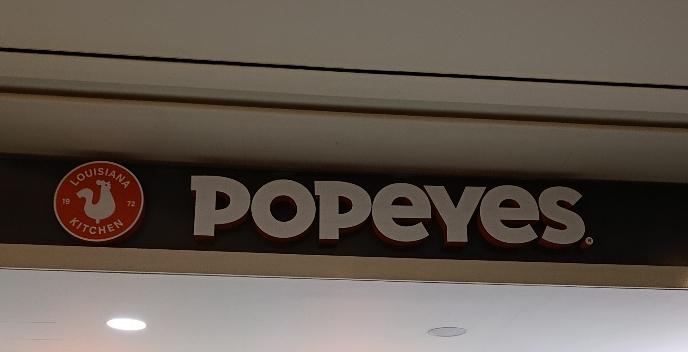 LOUISIANA
19 72
KITCHEN
POPEYES